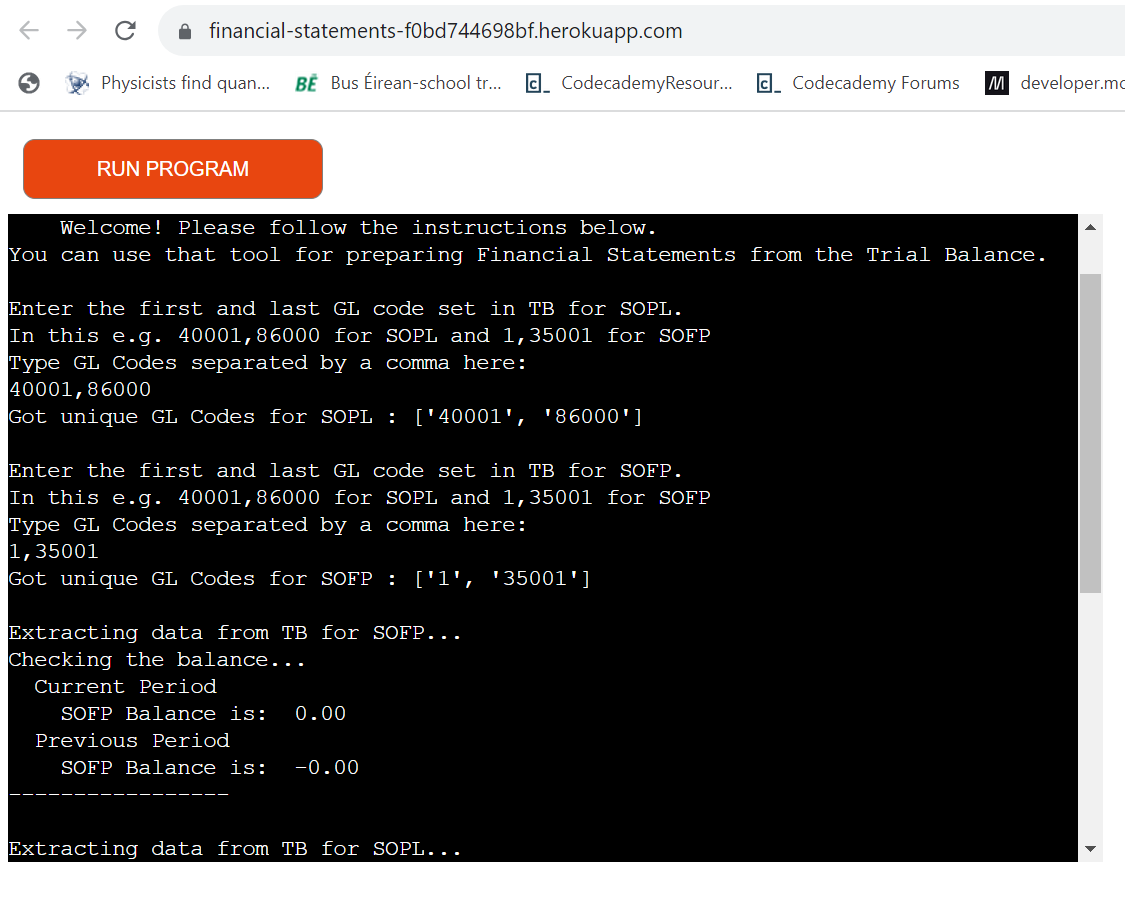 financial-statements-f0bd744698bf.herokuapp.com
Physicists find quan... BÉ Bus Éirean-school tr... c_ CodecademyResour... c_ Codecademy Forums M developer.mo
RUN PROGRAM
Welcome! Please follow the instructions below.
You can use that tool for preparing Financial Statements from the Trial Balance.
Enter the first and last GL code set in TB for SOPL.
In this e.g. 40001,86000 for SOPL and 1,35001 for SOFP
Type GL Codes separated by a comma here:
40001,86000
Got unique GL Codes for SOPL : ['40001', '86000']
Enter the first and last GL code set in TB for SOFP.
In this e.g. 40001,86000 for SOPL and 1,35001 for SOFP
Type GL Codes separated by a comma here:
1,35001
Got unique GL Codes for SOFP : ['1', '35001']
Extracting data from TB for SOFP...
Checking the balance...
Current Period
SOFP Balance is: 0.00
Previous Period
SOFP Balance is: -0.00
-----------------
Extracting data from TB for SOPL...